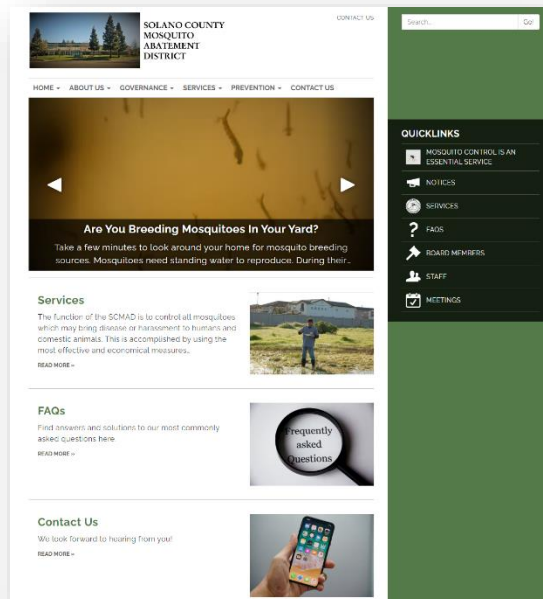 CONTACT US
SOLANO COUNTY
MOSQUITO
ABATEMENT
DISTRICT
HOME ABOUT US GOVERNANCE SERVICES PREVENTION CONTACT US
Are You Breeding Mosquitoes In Your Yard?
Take a few minutes to look around your home for mosquito breeding
sources. Mosquitoes need standing water to reproduce. During their...
Services
The function of the SCMAD is to control all mosquitoes
which may bring disease or harassment to humans and
domestic animals. This is accomplished by using the
most effective and economical measures...
READ MORE »
FAQs
Find answers and solutions to our most commonly
asked questions here
READ MORE »
Frequently
asked
Questions
Contact Us
We look forward to hearing from you!
READ MORE »
Search... Go!
QUICKLINKS
MOSQUITO CONTROL IS AN
ESSENTIAL SERVICE
NOTICES
SERVICES
FAQS
BOARD MEMBERS
STAFF
MEETINGS